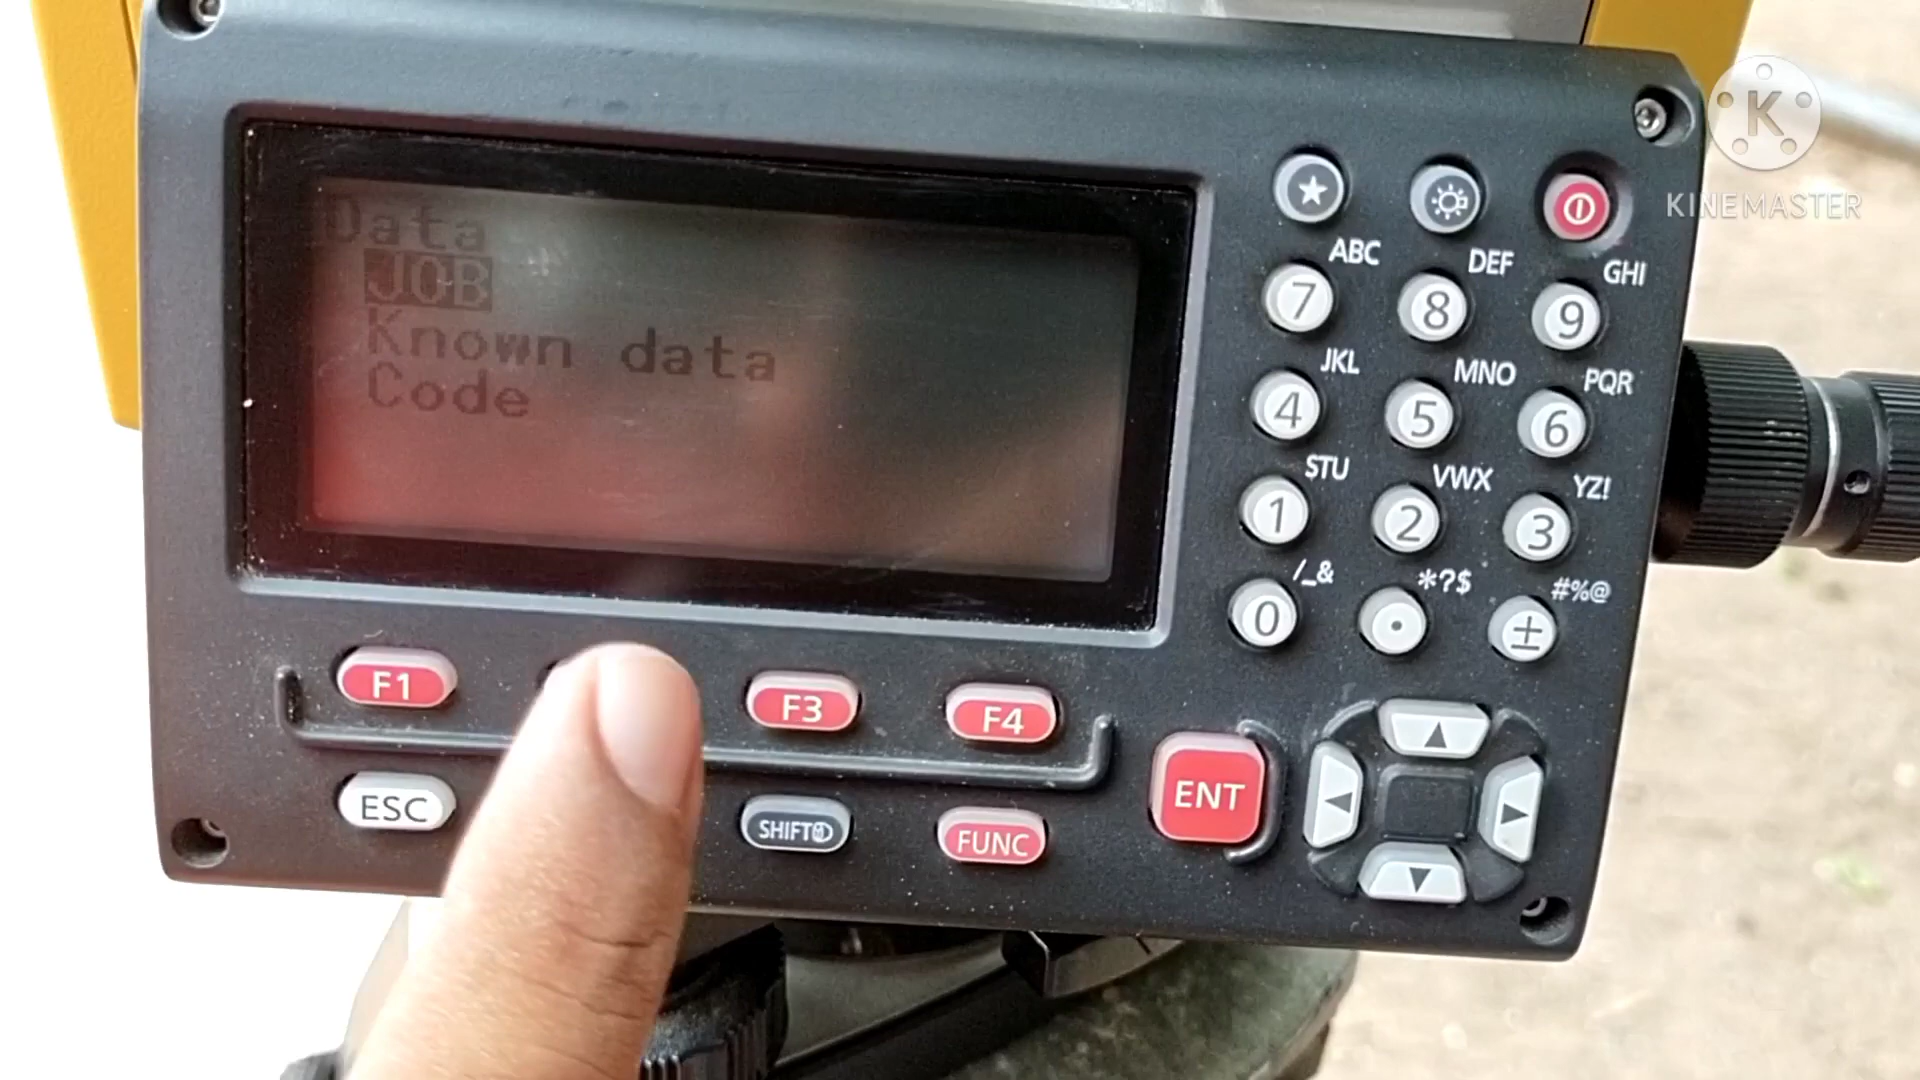 Data
JOB
Known data
Code
K
KINEMASTER
ABC
DEF
GHI
7
8
9
JKL
MNO
PQR
4
5
6
STU
VWX
YZ!
1
2
3
/_&
*?$
#%@
0
.
±
F1
F3
F4
ESC
SHIFT
FUNC
ENT